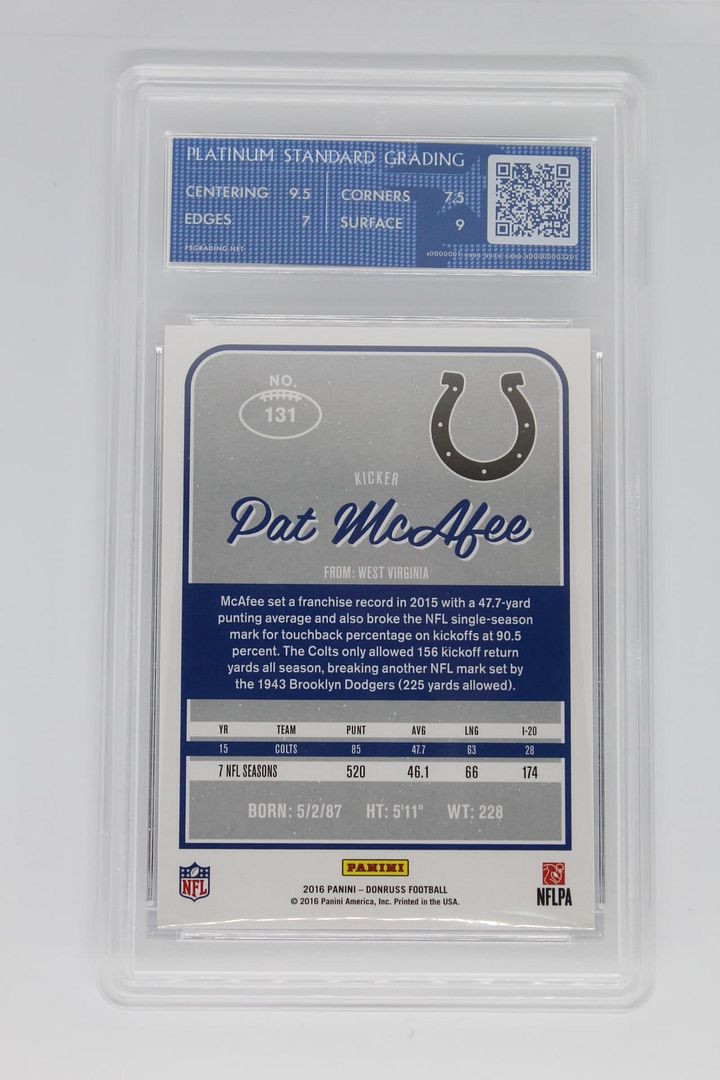 PLATINUM STANDARD GRADING
CENTERING 9.5 CORNERS 7.5
EDGES 7 SURFACE 9
PSGRADING.NET
NO.
131
KICKER
Pat McAfee
FROM: WEST VIRGINIA
McAfee set a franchise record in 2015 with a 47.7-yard
punting average and also broke the NFL single-season
mark for touchback percentage on kickoffs at 90.5
percent. The Colts only allowed 156 kickoff return
yards all season, breaking another NFL mark set by
the 1943 Brooklyn Dodgers (225 yards allowed).
YR TEAM PUNT AVG LNG I-20
15 COLTS 85 47.7 63 28
7 NFL SEASONS 520 46.1 66 174
BORN: 5/2/87 HT: 5'11" WT: 228
NFL
PANINI
2016 PANINI – DONRUSS FOOTBALL
© 2016 Panini America, Inc. Printed in the USA.
NFLPA